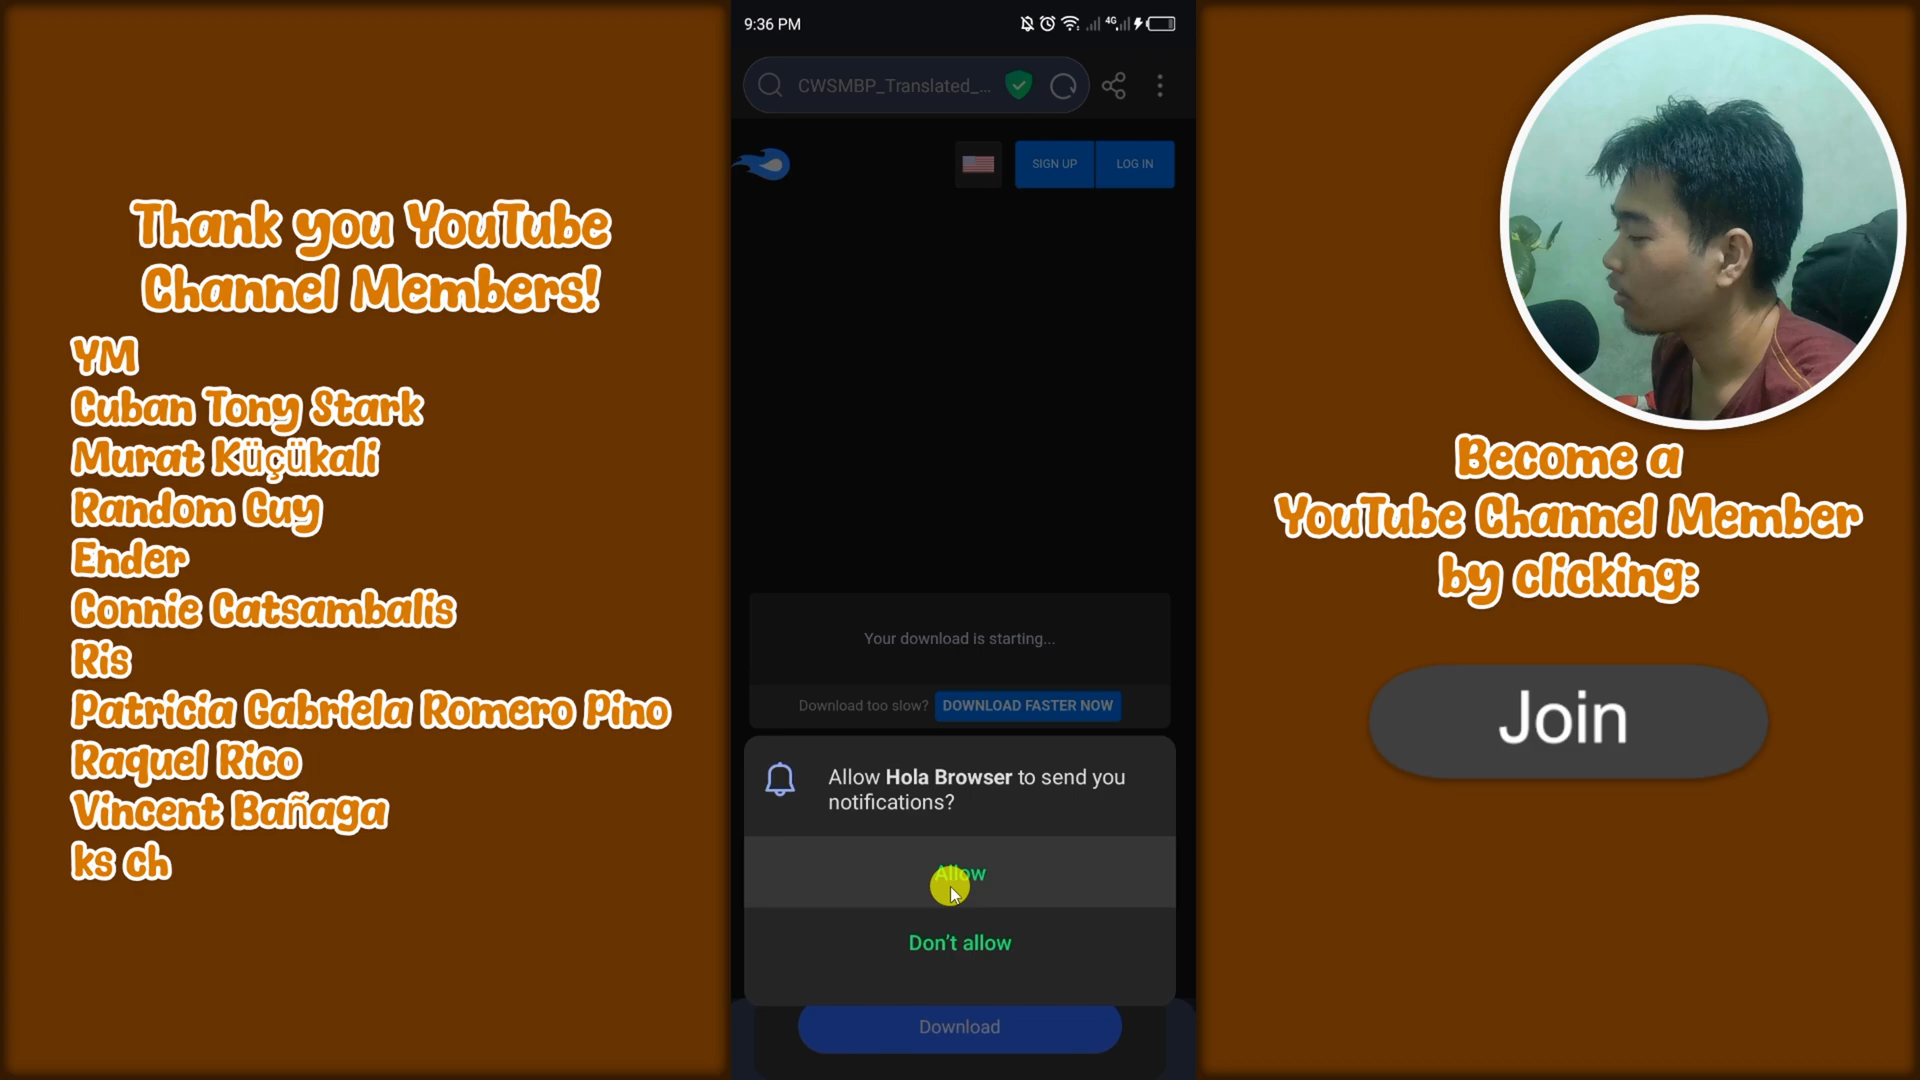 9:36 PM
4G
CWSMBP_Translated_...
SIGN UP
LOG IN
Thank you YouTube
Channel Members!
YM
Cuban Tony Stark
Murat Küçükali
Random Guy
Ender
Connie Catsambalis
Ris
Patricia Gabriela Romero Pino
Raquel Rico
Vincent Bañaga
ks ch
Your download is starting...
Download too slow?
DOWNLOAD FASTER NOW
Allow Hola Browser to send you
notifications?
Allow
Don't allow
Download
Become a
YouTube Channel Member
by clicking:
Join